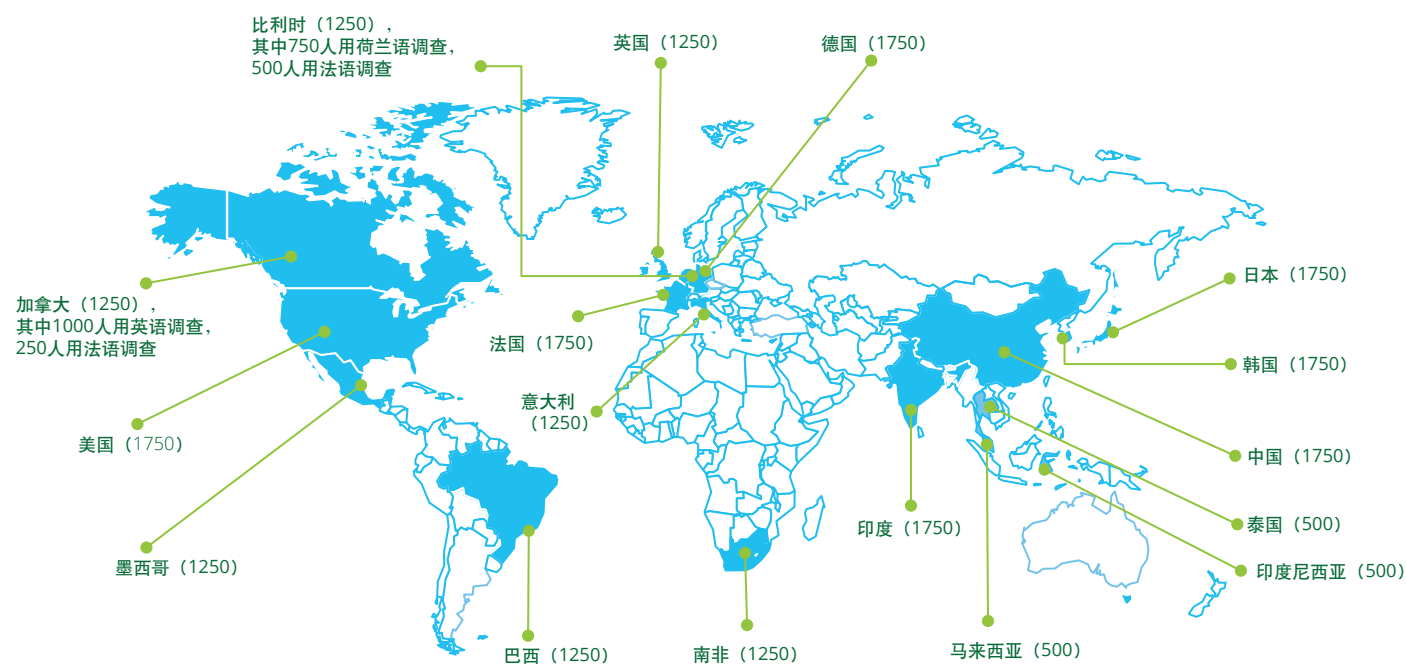 比利时（1250），
其中750人用荷兰语调查，
500人用法语调查
英国（1250）
德国（1750）
加拿大（1250），
其中1000人用英语调查，
250人用法语调查
法国（1750）
日本（1750）
韩国（1750）
意大利
（1250）
美国（1750）
中国（1750）
印度（1750）
泰国（500）
墨西哥（1250）
印度尼西亚（500）
巴西（1250）
南非（1250）
马来西亚（500）